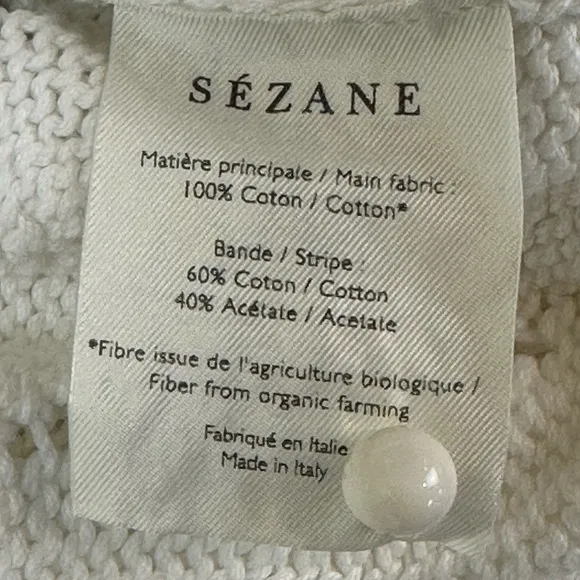 SÉZANE
Matière principale / Main fabric :
100% Coton / Cotton*
Bande / Stripe :
60% Coton / Cotton
40% Acétate / Acetate
*Fibre issue de l'agriculture biologique /
Fiber from organic farming
Fabriqué en Italie
Made in Italy